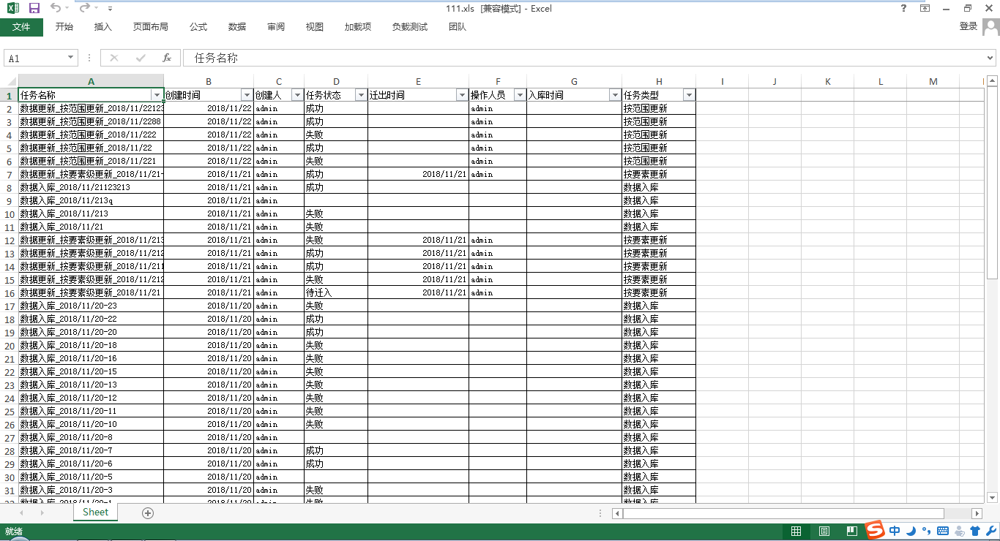 111.xls [兼容模式] - Excel
文件 开始 插入 页面布局 公式 数据 审阅 视图 加载项 负载测试 团队 登录
A1 fx 任务名称
A B C D E F G H I J K L M
1 任务名称 创建时间 创建人 任务状态 迁出时间 操作人员 入库时间 任务类型
2 数据更新_按范围更新_2018/11/22123 2018/11/22 admin 成功 admin 按范围更新
3 数据更新_按范围更新_2018/11/2288 2018/11/22 admin 成功 admin 按范围更新
4 数据更新_按范围更新_2018/11/222 2018/11/22 admin 失败 admin 按范围更新
5 数据更新_按范围更新_2018/11/22 2018/11/22 admin 成功 admin 按范围更新
6 数据更新_按范围更新_2018/11/221 2018/11/22 admin 失败 admin 按范围更新
7 数据更新_按要素级更新_2018/11/21- 2018/11/21 admin 成功 2018/11/21 admin 按要素更新
8 数据入库_2018/11/21123213 2018/11/21 admin 成功 数据入库
9 数据入库_2018/11/213q 2018/11/21 admin 数据入库
10 数据入库_2018/11/213 2018/11/21 admin 失败 数据入库
11 数据入库_2018/11/21 2018/11/21 admin 失败 数据入库
12 数据更新_按要素级更新_2018/11/213 2018/11/21 admin 失败 2018/11/21 admin 按要素更新
13 数据更新_按要素级更新_2018/11/212 2018/11/21 admin 成功 2018/11/21 admin 按要素更新
14 数据更新_按要素级更新_2018/11/211 2018/11/21 admin 成功 2018/11/21 admin 按要素更新
15 数据更新_按要素级更新_2018/11/212 2018/11/21 admin 失败 2018/11/21 admin 按要素更新
16 数据更新_按要素级更新_2018/11/21 2018/11/21 admin 待迁入 2018/11/21 admin 按要素更新
17 数据入库_2018/11/20-23 2018/11/20 admin 失败 数据入库
18 数据入库_2018/11/20-22 2018/11/20 admin 成功 数据入库
19 数据入库_2018/11/20-20 2018/11/20 admin 成功 数据入库
20 数据入库_2018/11/20-18 2018/11/20 admin 失败 数据入库
21 数据入库_2018/11/20-16 2018/11/20 admin 失败 数据入库
22 数据入库_2018/11/20-15 2018/11/20 admin 失败 数据入库
23 数据入库_2018/11/20-13 2018/11/20 admin 失败 数据入库
24 数据入库_2018/11/20-12 2018/11/20 admin 失败 数据入库
25 数据入库_2018/11/20-11 2018/11/20 admin 失败 数据入库
26 数据入库_2018/11/20-10 2018/11/20 admin 失败 数据入库
27 数据入库_2018/11/20-8 2018/11/20 admin 数据入库
28 数据入库_2018/11/20-7 2018/11/20 admin 成功 数据入库
29 数据入库_2018/11/20-6 2018/11/20 admin 成功 数据入库
30 数据入库_2018/11/20-5 2018/11/20 admin 数据入库
31 数据入库_2018/11/20-3 2018/11/20 admin 失败 数据入库
数据入库_2018/11/20-1 2018/11/20 admin 失败 数据入库
Sheet
就绪 中